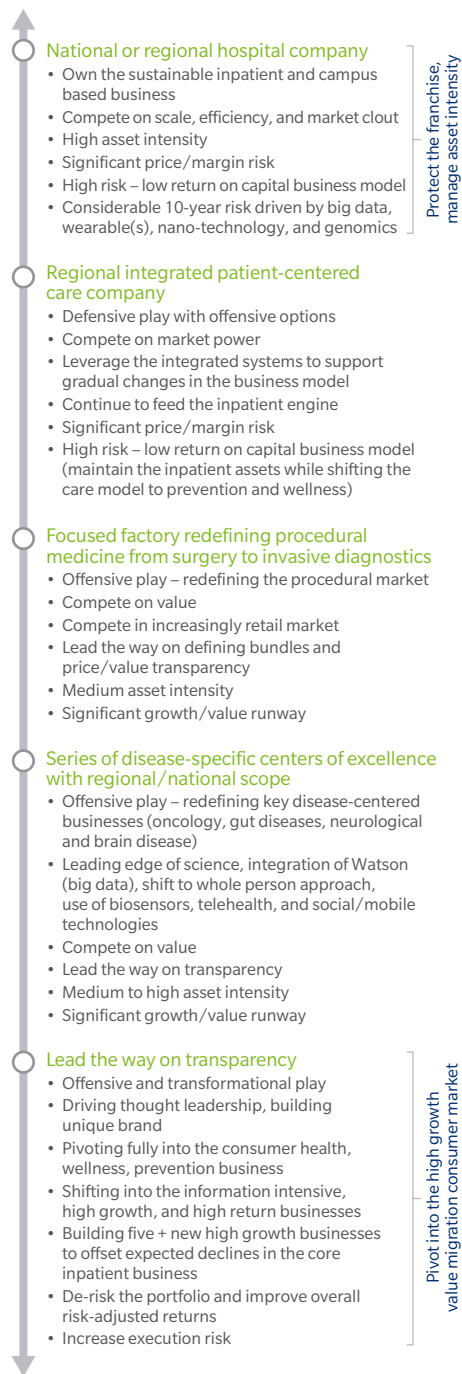 National or regional hospital company
• Own the sustainable inpatient and campus
based business
• Compete on scale, efficiency, and market clout
• High asset intensity
• Significant price/margin risk
• High risk – low return on capital business model
• Considerable 10-year risk driven by big data,
wearable(s), nano-technology, and genomics
Protect the franchise,
manage asset intensity
Regional integrated patient-centered
care company
• Defensive play with offensive options
• Compete on market power
• Leverage the integrated systems to support
gradual changes in the business model
• Continue to feed the inpatient engine
• Significant price/margin risk
• High risk – low return on capital business model
(maintain the inpatient assets while shifting the
care model to prevention and wellness)
Focused factory redefining procedural
medicine from surgery to invasive diagnostics
• Offensive play – redefining the procedural market
• Compete on value
• Compete in increasingly retail market
• Lead the way on defining bundles and
price/value transparency
• Medium asset intensity
• Significant growth/value runway
Series of disease-specific centers of excellence
with regional/national scope
• Offensive play – redefining key disease-centered
businesses (oncology, gut diseases, neurological
and brain disease)
• Leading edge of science, integration of Watson
(big data), shift to whole person approach,
use of biosensors, telehealth, and social/mobile
technologies
• Compete on value
• Lead the way on transparency
• Medium to high asset intensity
• Significant growth/value runway
Lead the way on transparency
• Offensive and transformational play
• Driving thought leadership, building
unique brand
• Pivoting fully into the consumer health,
wellness, prevention business
• Shifting into the information intensive,
high growth, and high return businesses
• Building five + new high growth businesses
to offset expected declines in the core
inpatient business
• De-risk the portfolio and improve overall
risk-adjusted returns
• Increase execution risk
Pivot into the high growth
value migration consumer market